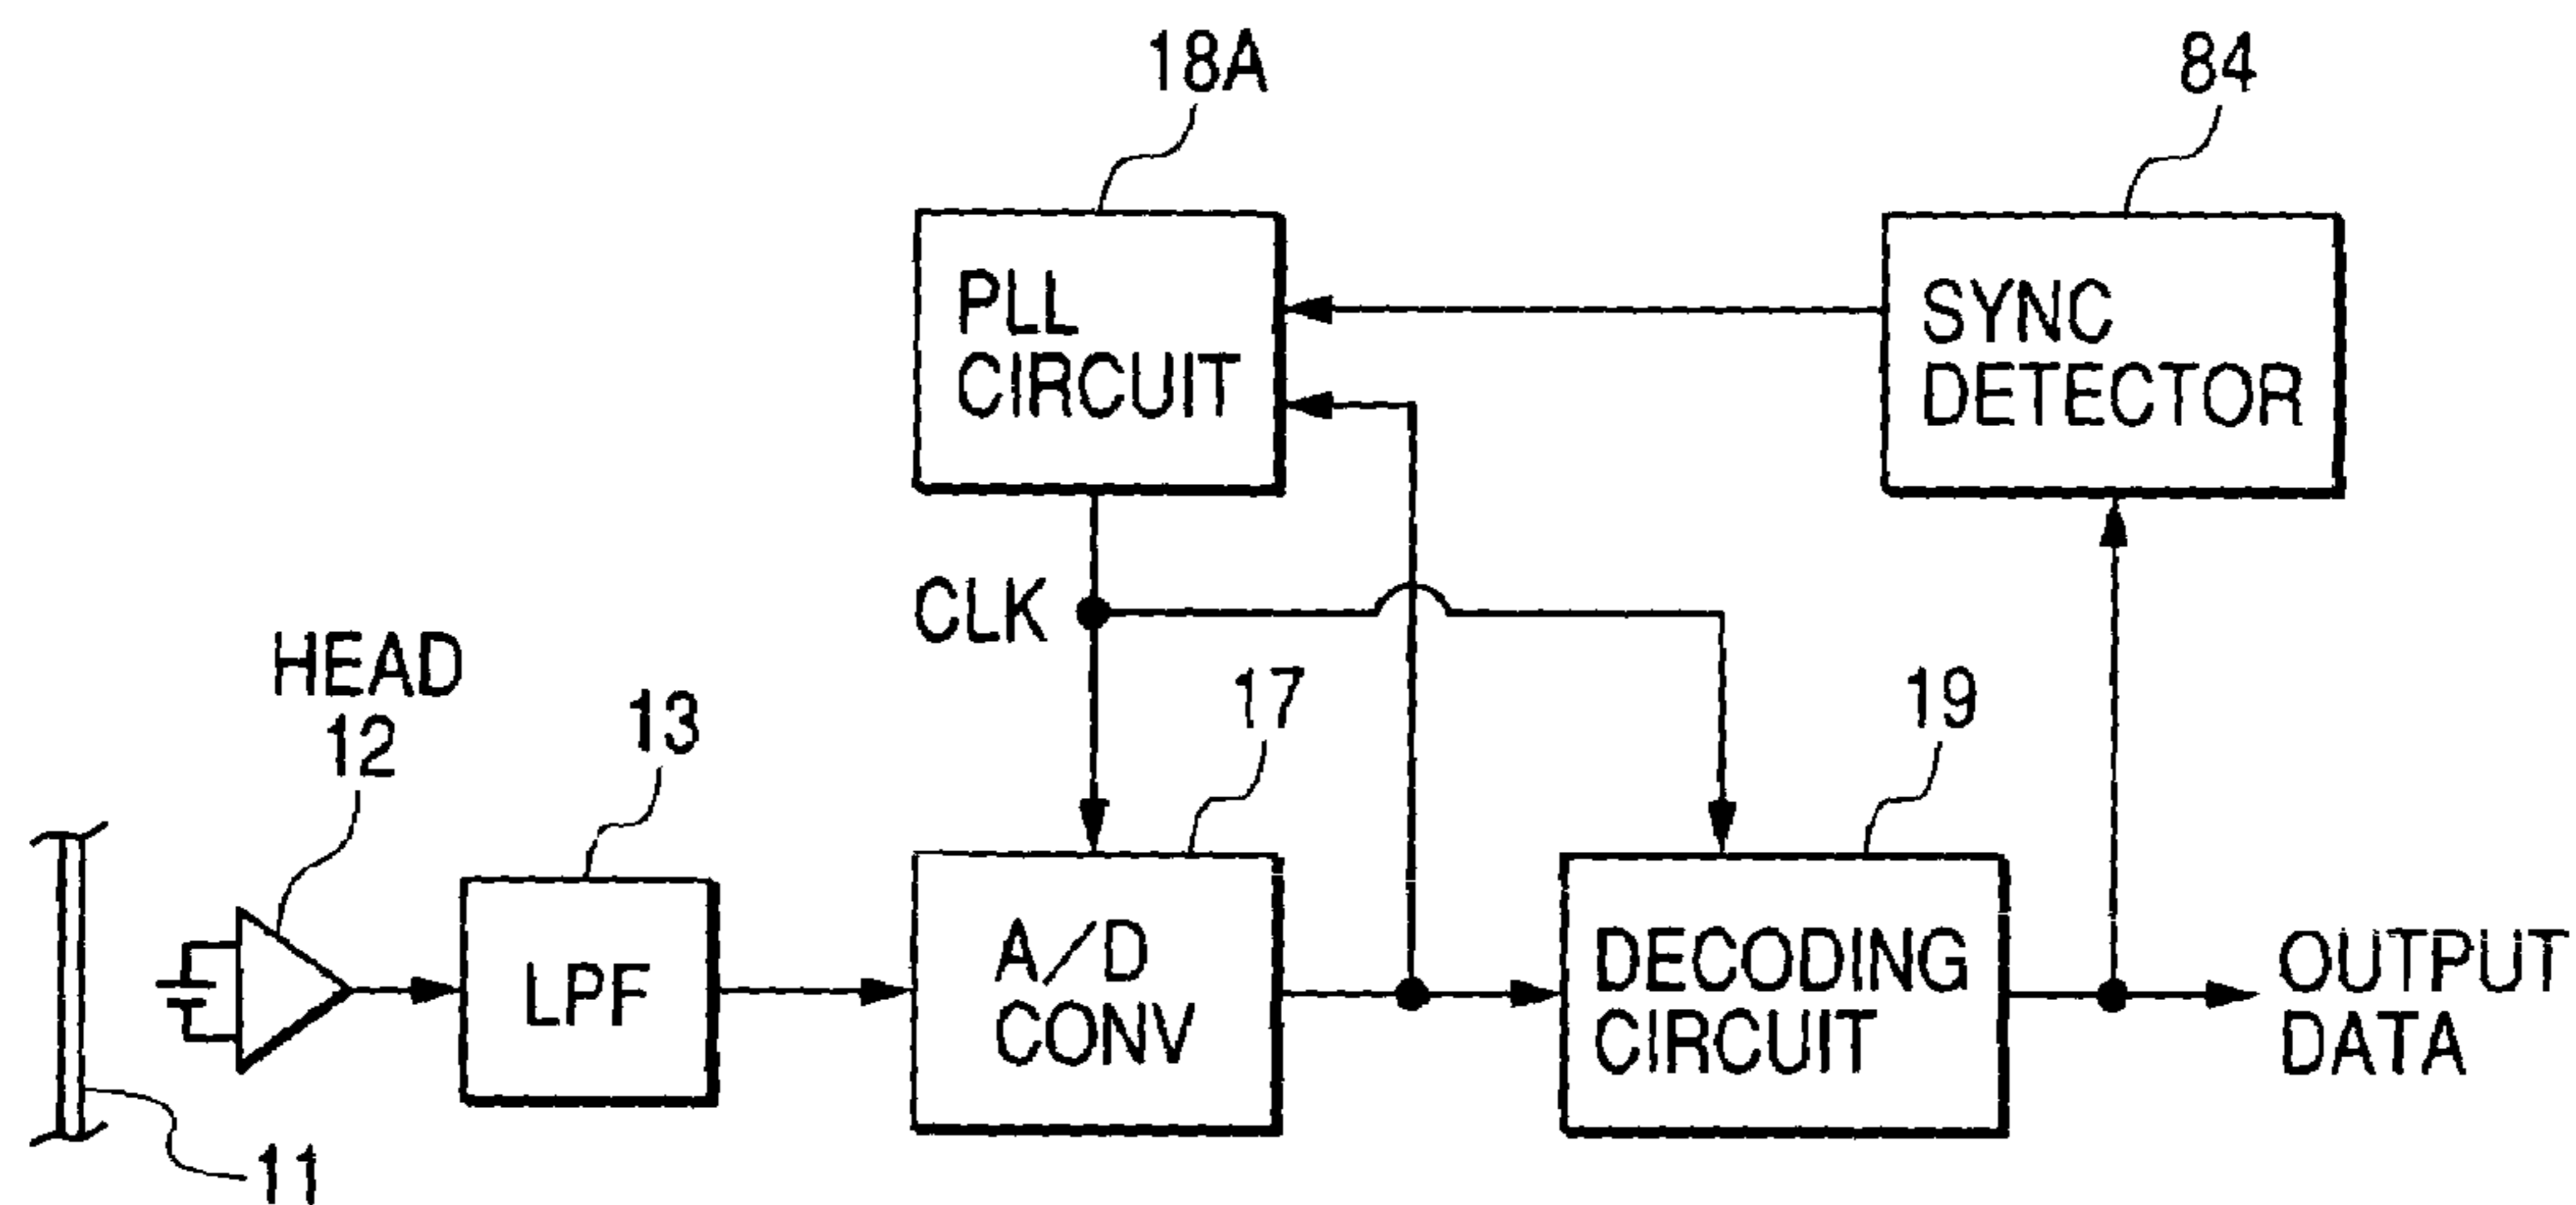 18A
84
PLL
CIRCUIT
SYNC
DETECTOR
CLK
HEAD
12
13
17
19
LPF
A/D
CONV
DECODING
CIRCUIT
OUTPUT
DATA
11